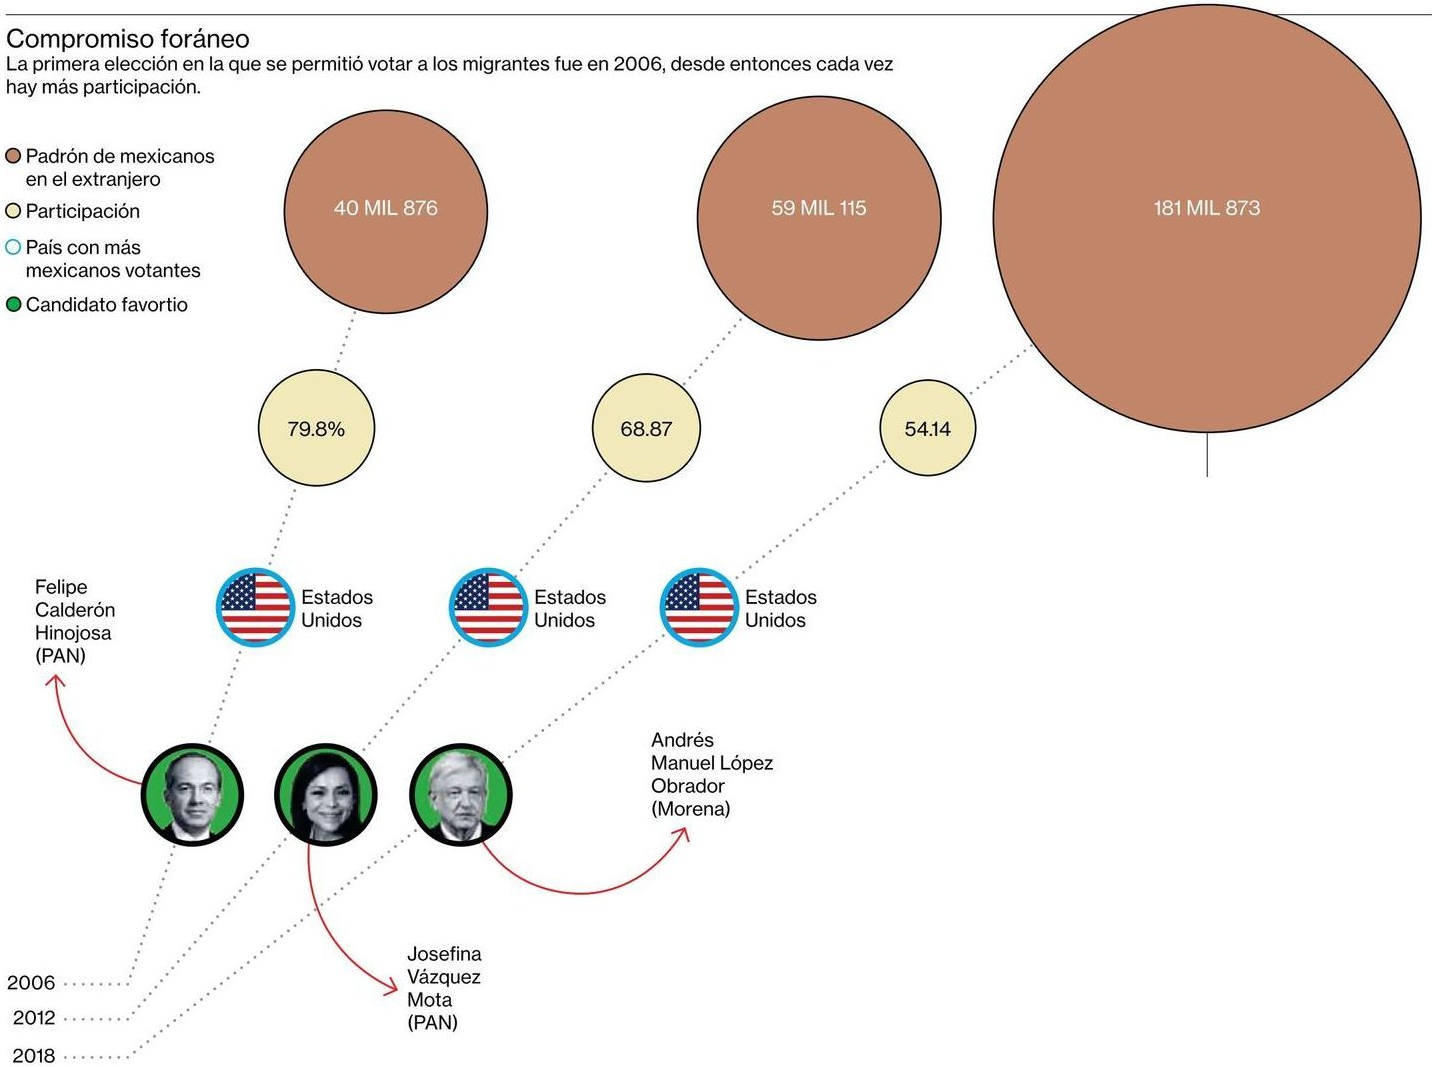 Compromiso foráneo
La primera elección en la que se permitió votar a los migrantes fue en 2006, desde entonces cada vez
hay más participación.
Padrón de mexicanos
en el extranjero
Participación
País con más
mexicanos votantes
Candidato favortio
40 MIL 876
59 MIL 115
181 MIL 873
79.8%
68.87
54.14
Estados
Unidos
Estados
Unidos
Estados
Unidos
Felipe
Calderón
Hinojosa
(PAN)
Andrés
Manuel López
Obrador
(Morena)
Josefina
Vázquez
Mota
(PAN)
2006
2012
2018